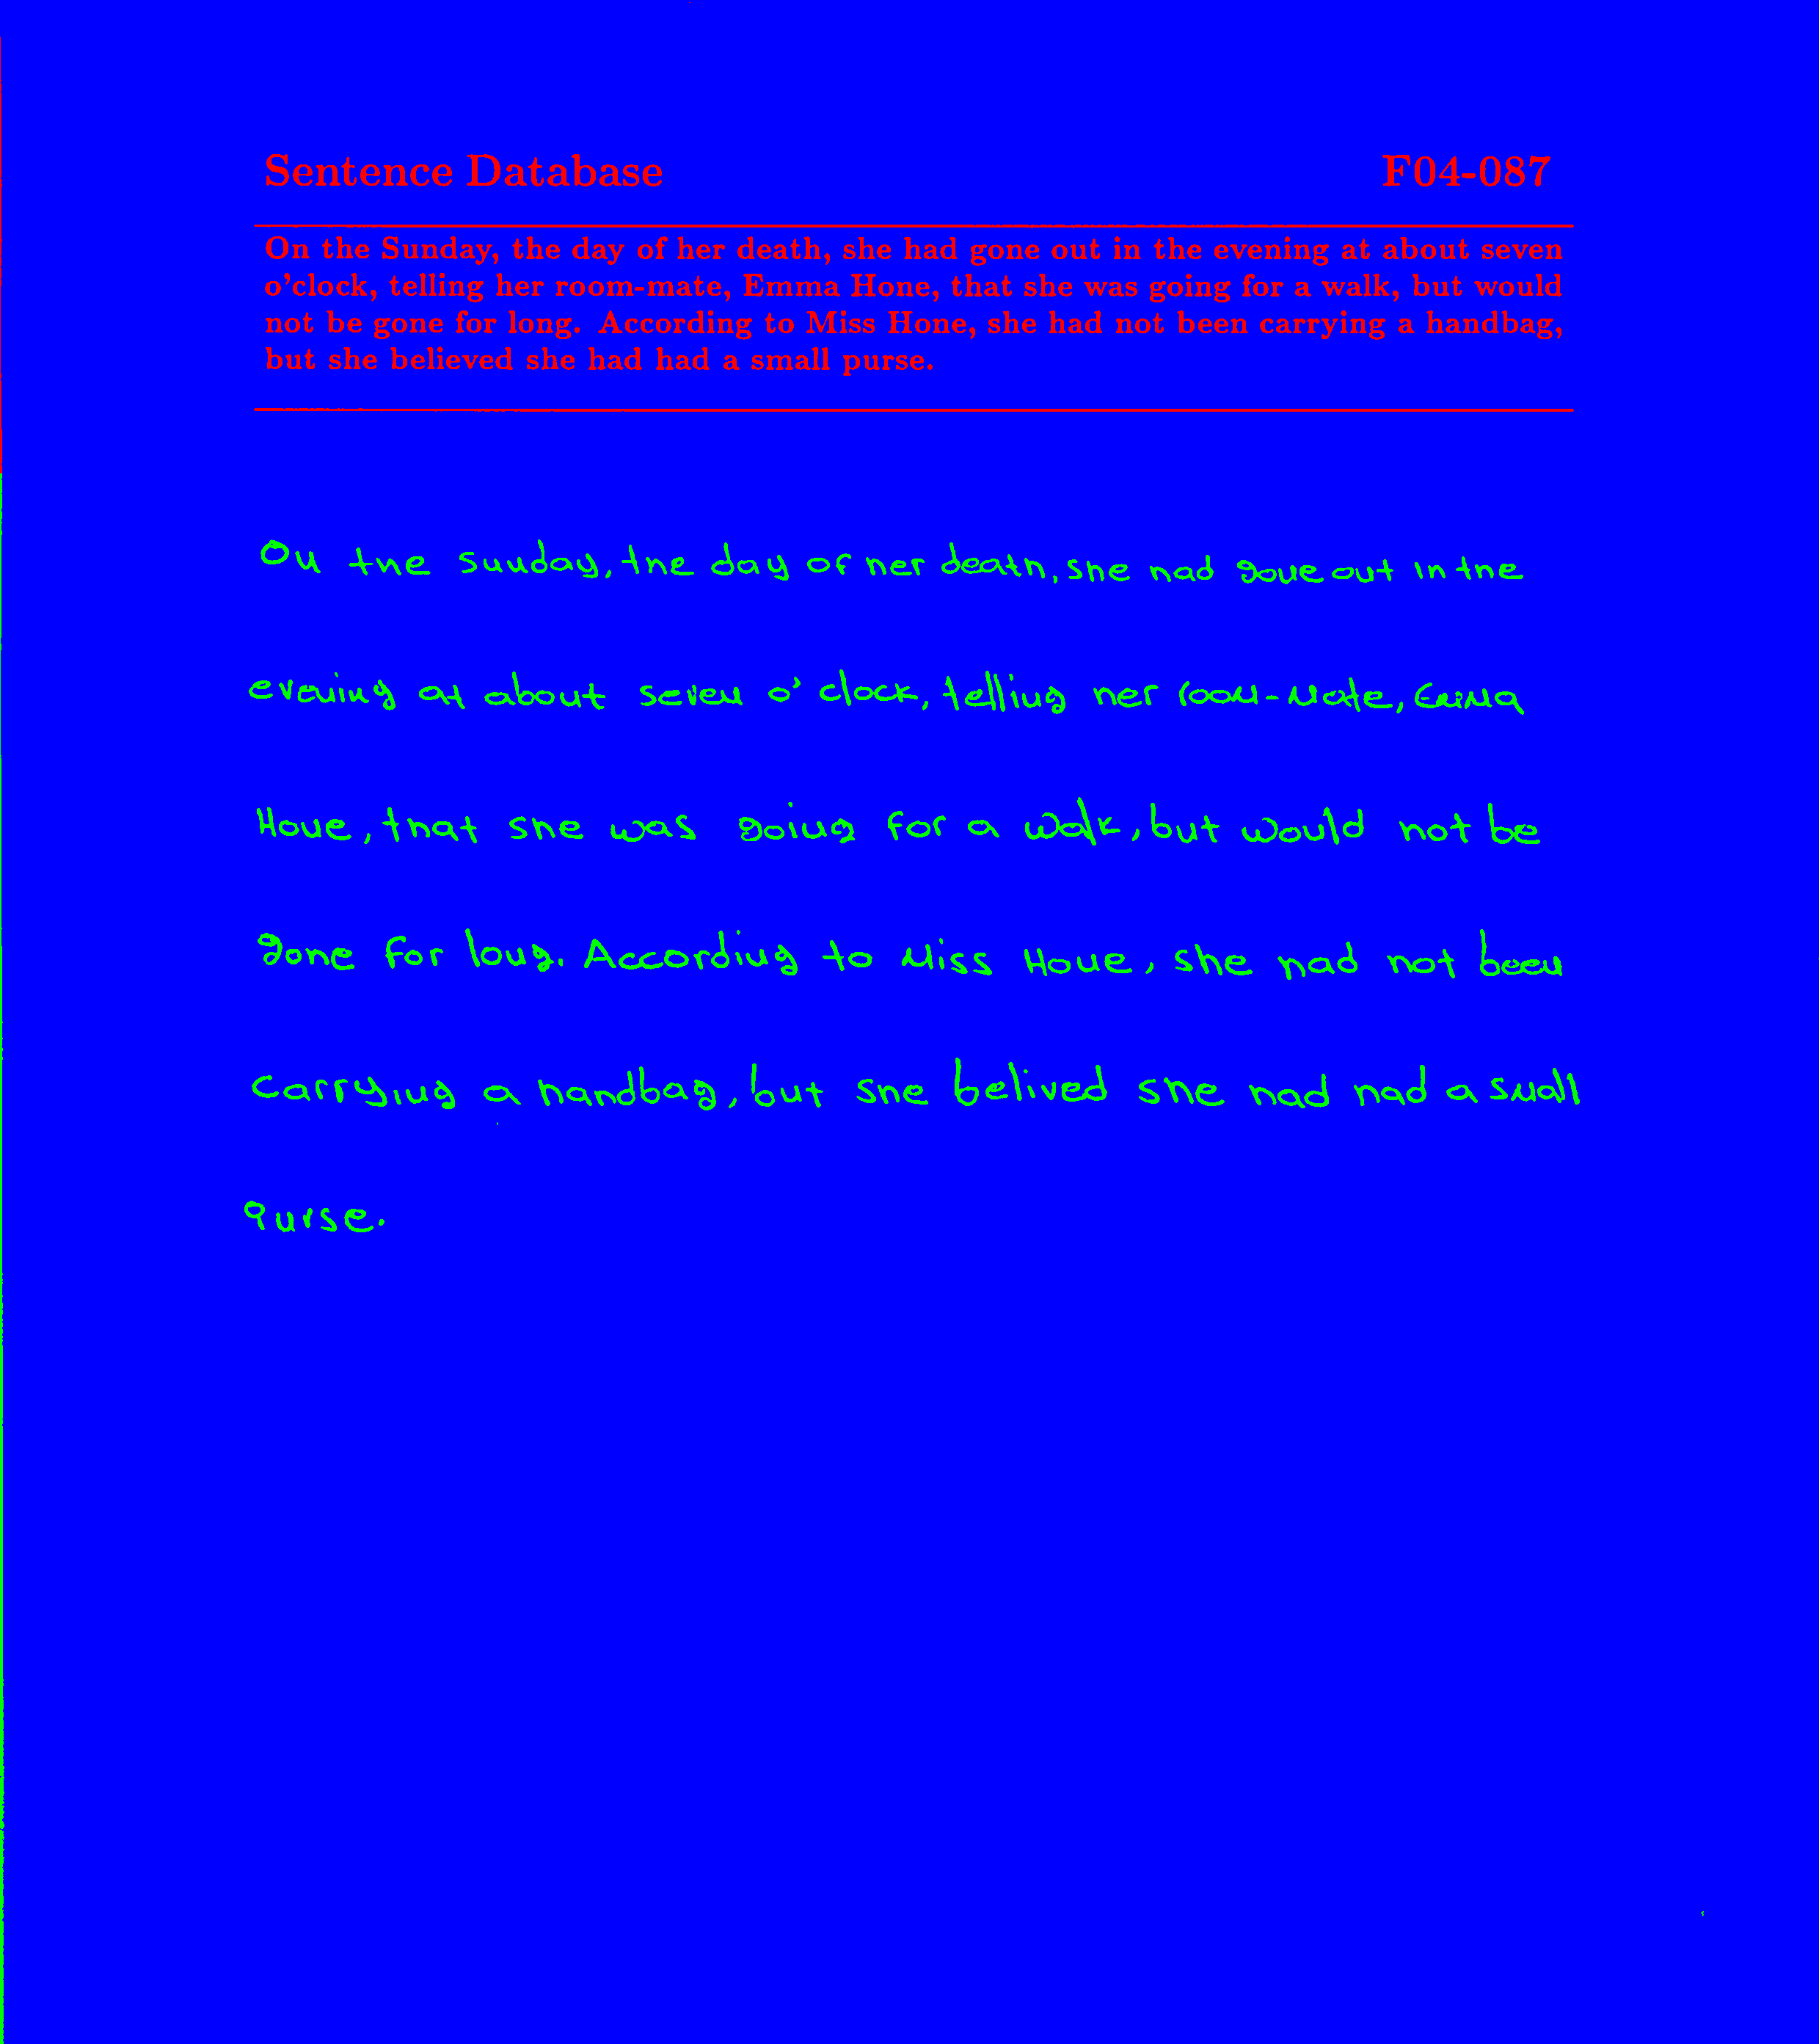 Sentence Database F04-087
On the Sunday, the day of her death, she had gone out in the evening at about seven
o'clock, telling her room-mate, Emma Hone, that she was going for a walk, but would
not be gone for long. According to Miss Hone, she had not been carrying a handbag,
but she believed she had had a small purse.
On the Sunday, the day of her death, she had gone out in the
evening at about seven o' clock, telling her room-mate, Emma
Hone, that she was going for a walk, but would not be
gone for long. According to Miss Hone, she had not been
carrying a handbag, but she belived she had had a small
purse.